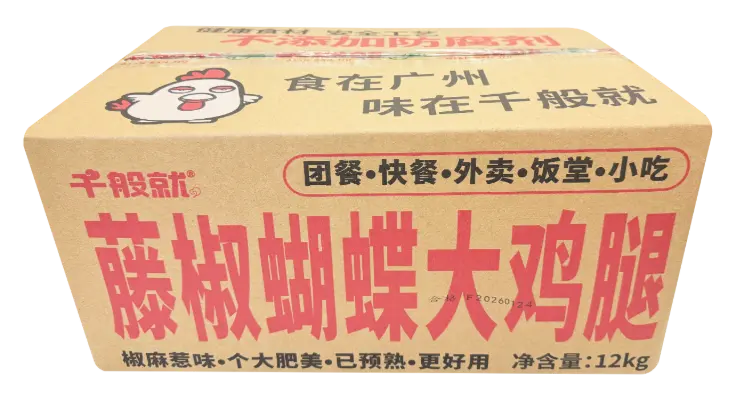 健康食材 安全工艺
不添加防腐剂
食在广州
味在千般就
千般就®
团餐•快餐•外卖•饭堂•小吃
藤椒蝴蝶大鸡腿
合格 F20260124
椒麻惹味•个大肥美•已预熟•更好用 净含量:12kg